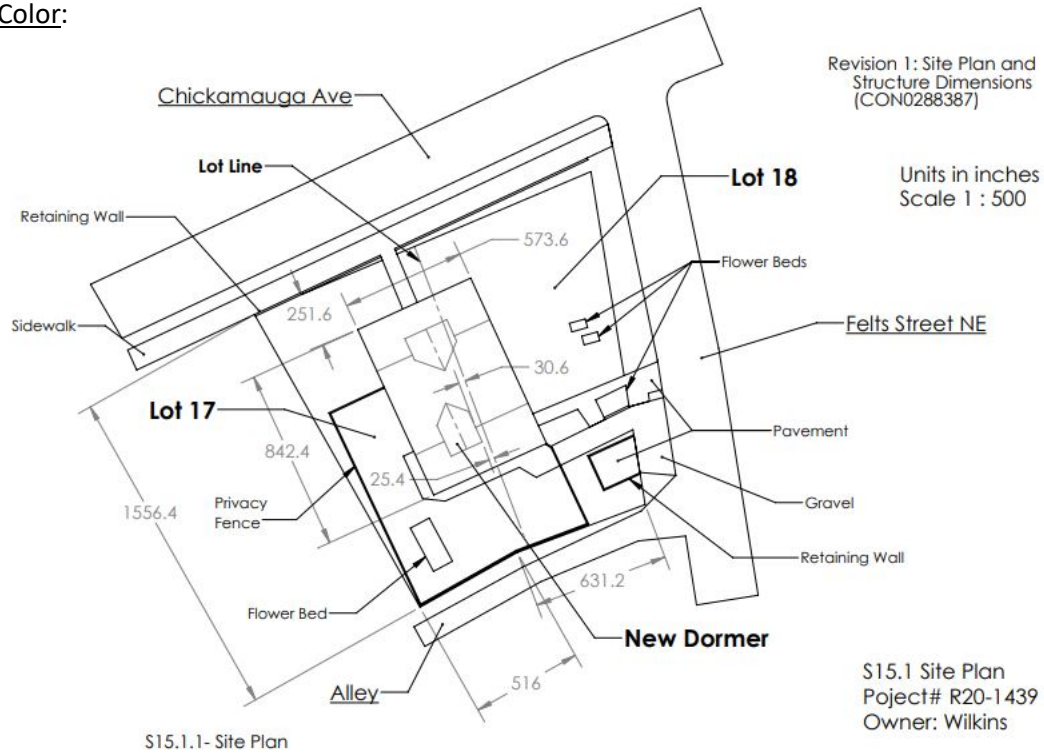 Color:
Revision 1: Site Plan and
Structure Dimensions
(CON0288387)
Chickamauga Ave
Lot Line
Lot 18
Units in inches
Scale 1 : 500
Retaining Wall
573.6
Flower Beds
251.6
Sidewalk
Felts Street NE
30.6
Lot 17
Pavement
842.4
25.4
1556.4
Privacy
Fence
Gravel
Retaining Wall
631.2
Flower Bed
New Dormer
516
Alley
S15.1 Site Plan
Poject# R20-1439
Owner: Wilkins
S15.1.1- Site Plan